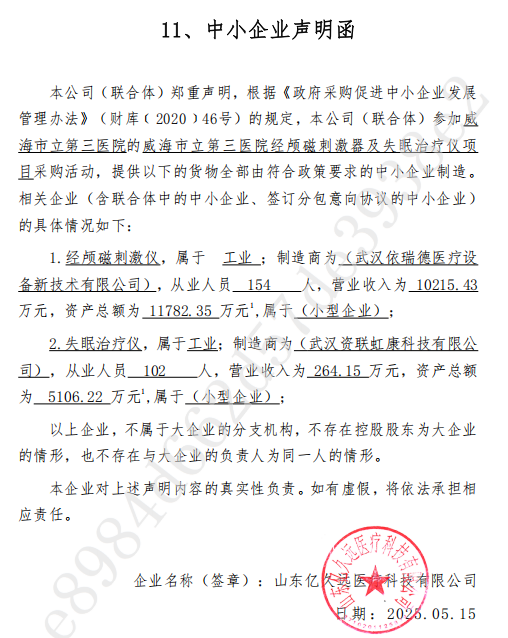 11、中小企业声明函
本公司（联合体）郑重声明，根据《政府采购促进中小企业发展
管理办法》（财库﹝2020﹞46号）的规定，本公司（联合体）参加威
海市立第三医院的威海市立第三医院经颅磁刺激器及失眠治疗仪项
目采购活动，提供以下的货物全部由符合政策要求的中小企业制造。
相关企业（含联合体中的中小企业、签订分包意向协议的中小企业）
的具体情况如下：
1.经颅磁刺激仪，属于 工业；制造商为（武汉依瑞德医疗设
备新技术有限公司），从业人员 154 人，营业收入为 10215.43
万元，资产总额为 11782.35 万元¹,属于（小型企业）；
2.失眠治疗仪，属于工业；制造商为（武汉资联虹康科技有限公
司），从业人员 102 人，营业收入为 264.15 万元，资产总额
为 5106.22 万元¹,属于（小型企业）；
以上企业，不属于大企业的分支机构，不存在控股股东为大企业
的情形，也不存在与大企业的负责人为同一人的情形。
本企业对上述声明内容的真实性负责。如有虚假，将依法承担相
应责任。
企业名称（签章）：山东亿久远医疗科技有限公司
日期：2025.05.15